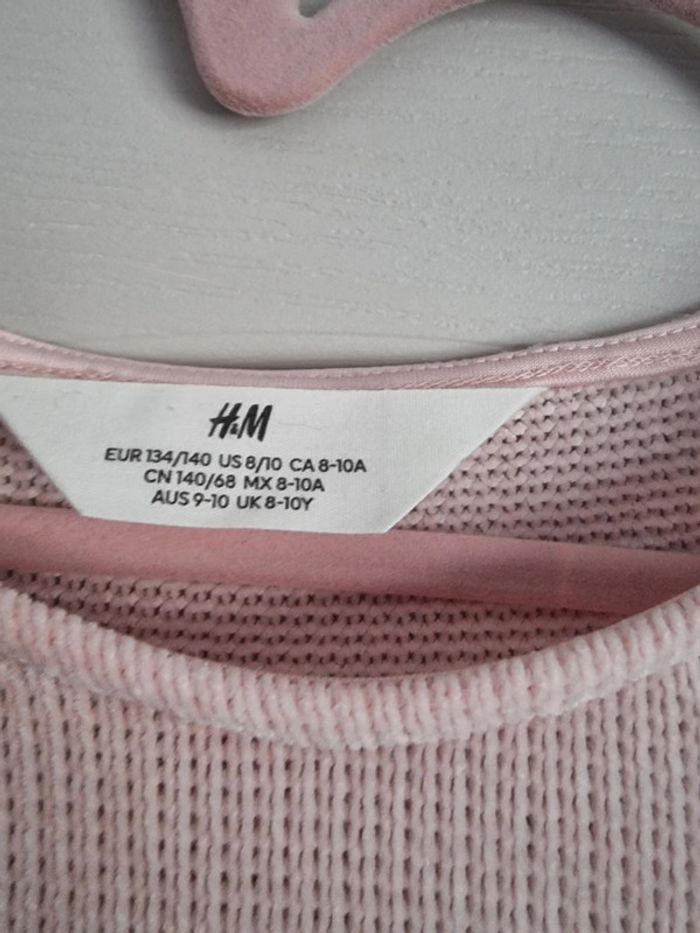 H&M
EUR 134/140 US 8/10 CA 8-10A
CN 140/68 MX 8-10A
AUS 9-10 UK 8-10Y